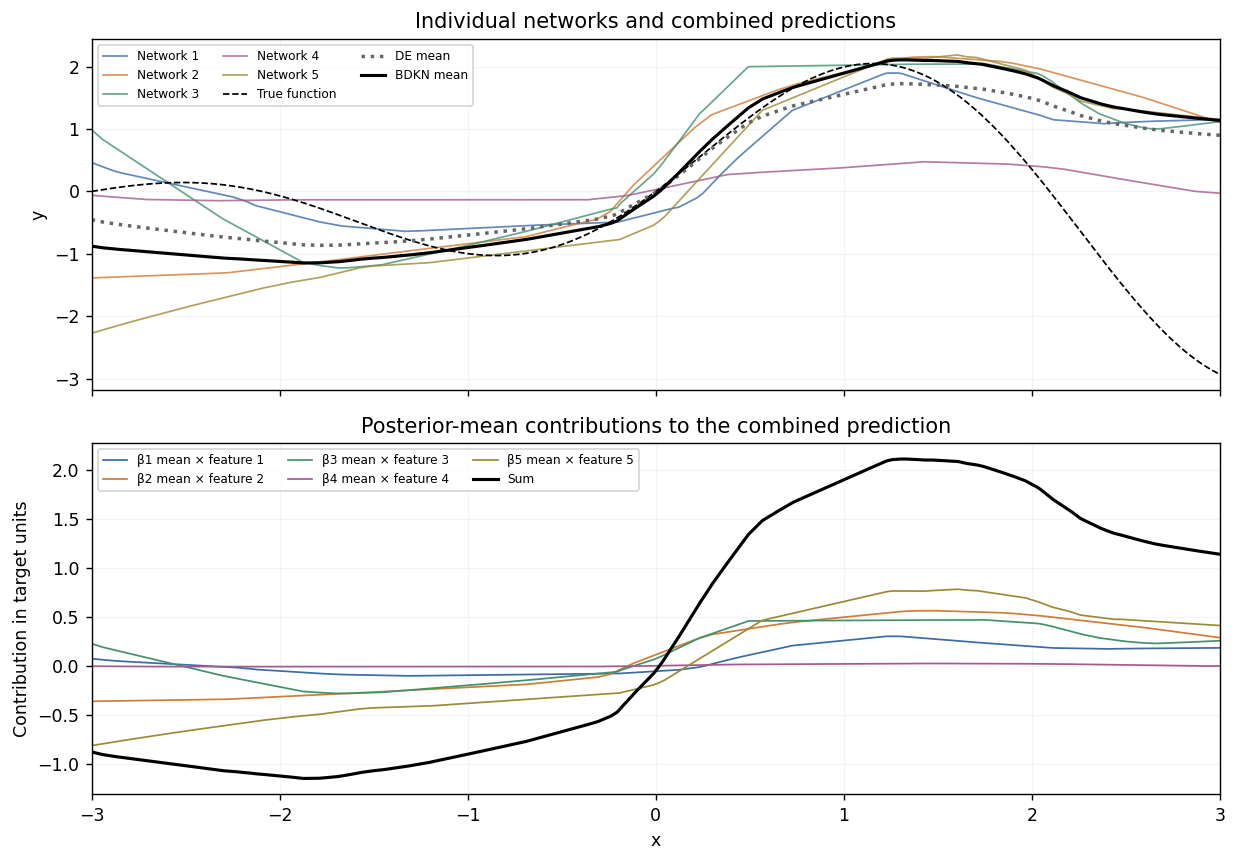 Individual networks and combined predictions
Network 1
Network 2
Network 3
Network 4
Network 5
True function
DE mean
BDKN mean
y
2
1
0
−1
−2
−3
Posterior-mean contributions to the combined prediction
β1 mean × feature 1
β2 mean × feature 2
β3 mean × feature 3
β4 mean × feature 4
β5 mean × feature 5
Sum
Contribution in target units
2.0
1.5
1.0
0.5
0.0
−0.5
−1.0
−3
−2
−1
0
1
2
3
x